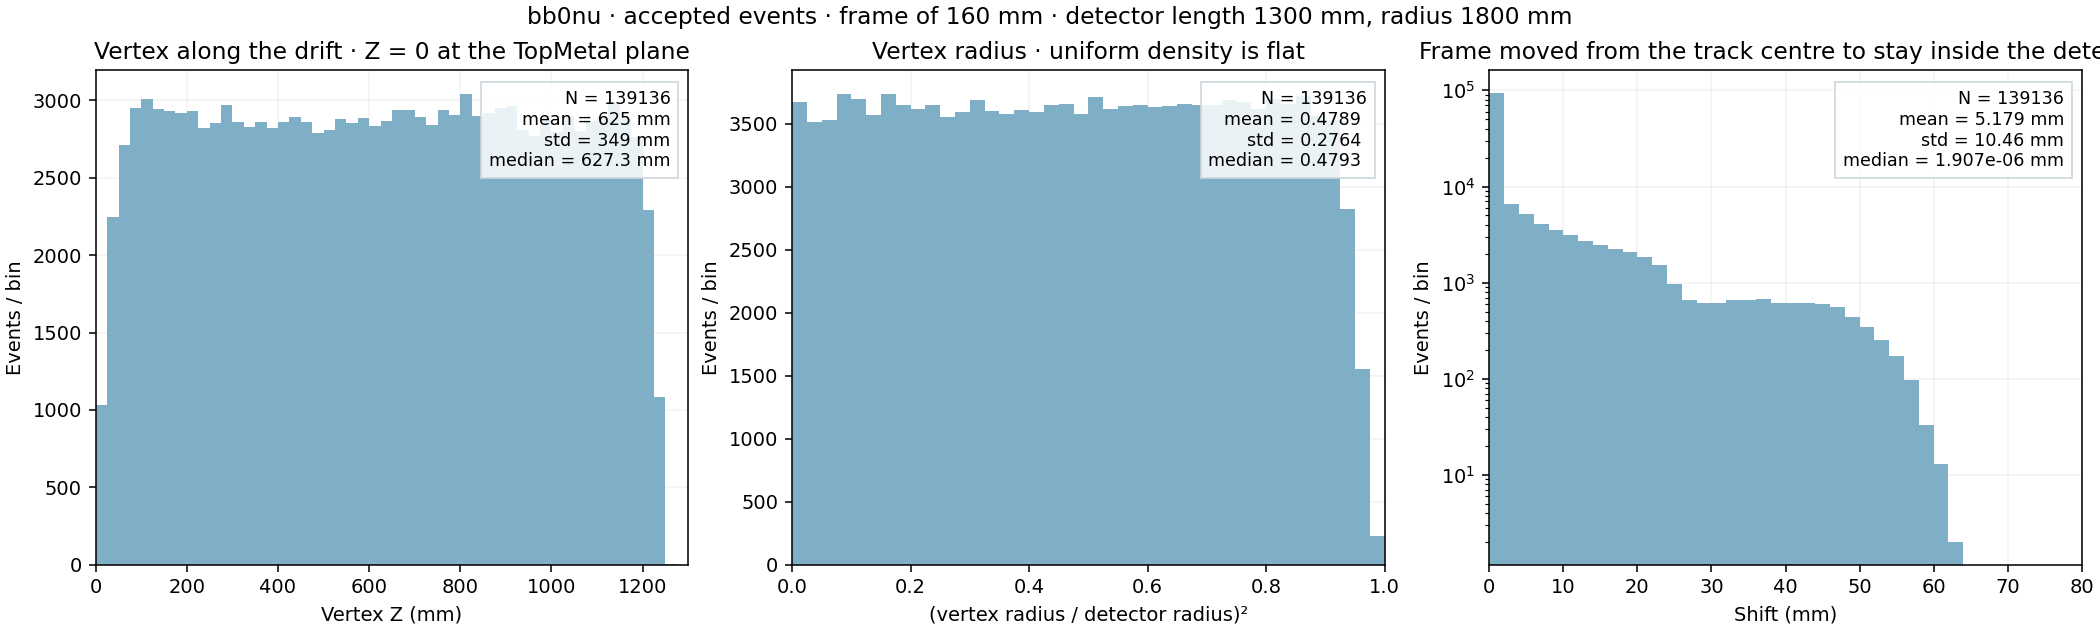 bb0nu · accepted events · frame of 160 mm · detector length 1300 mm, radius 1800 mm
Vertex along the drift · Z = 0 at the TopMetal plane
N = 139136
mean = 625 mm
std = 349 mm
median = 627.3 mm
Events / bin
3000
2500
2000
1500
1000
500
0
0 200 400 600 800 1000 1200
Vertex Z (mm)
Vertex radius · uniform density is flat
N = 139136
mean = 0.4789
std = 0.2764
median = 0.4793
Events / bin
3500
3000
2500
2000
1500
1000
500
0
0.0 0.2 0.4 0.6 0.8 1.0
(vertex radius / detector radius)²
Frame moved from the track centre to stay inside the dete
N = 139136
mean = 5.179 mm
std = 10.46 mm
median = 1.907e-06 mm
Events / bin
10⁵
10⁴
10³
10²
10¹
0 10 20 30 40 50 60 70 80
Shift (mm)